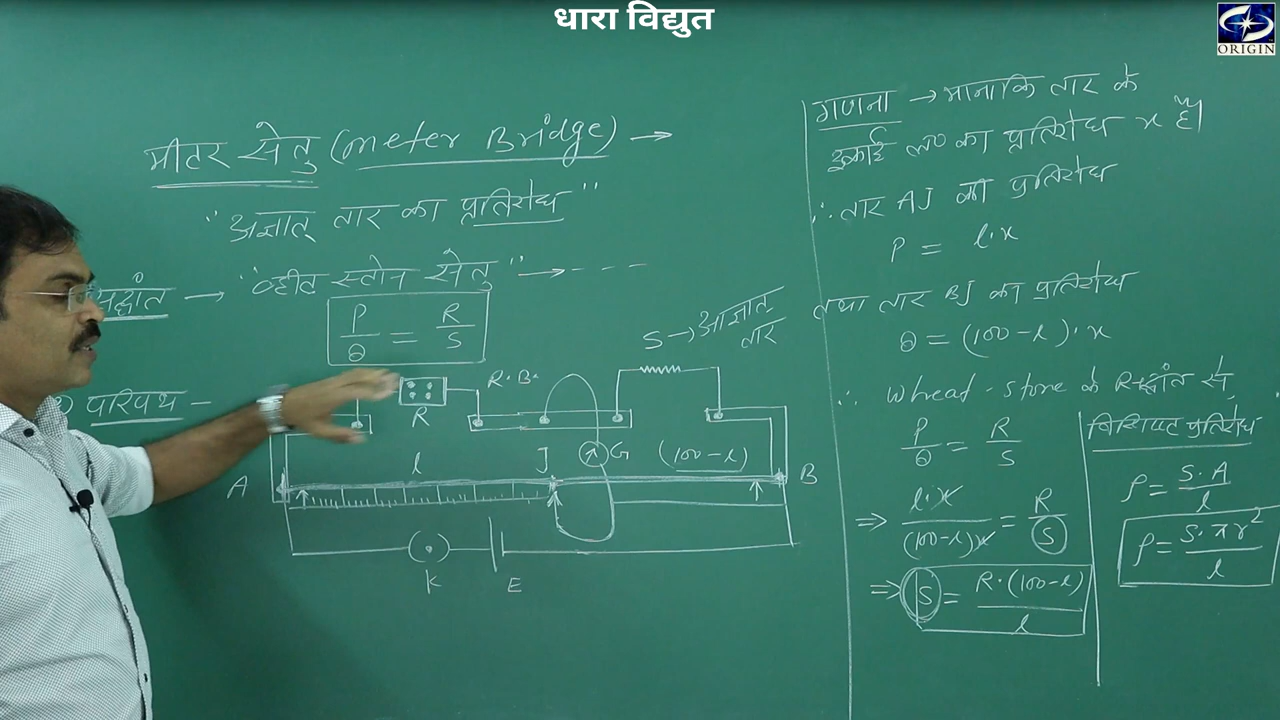 धारा विद्युत
ORIGIN
मीटर सेतु (meter Bridge) →
"अज्ञात् तार का प्रतिरोध"
→ "व्हीट स्टोन सेतु" → - - -
P/Q = R/S
परिपथ -
R
R·B·
S → अज्ञात् तार
A
l
J
G
(100-l)
B
K
E
गणना → माना कि तार के
इकाई ल० का प्रतिरोध x है।
∴ तार AJ का प्रतिरोध
P = l·x
तथा तार BJ का प्रतिरोध
Q = (100-l)·x
∴ Wheat-stone के सिद्धांत से,
P/Q = R/S
⇒ l·x/(100-l)x = R/S
⇒ S = R·(100-l)/l
विशिष्ट प्रतिरोध
ρ = S·A/l
ρ = S·πr²/l